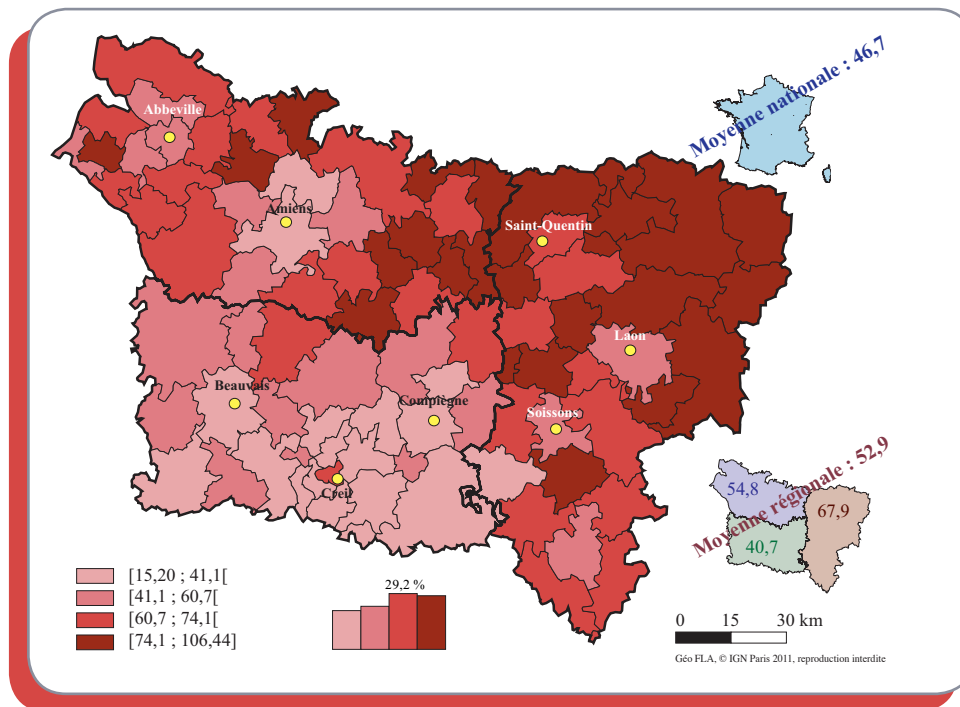 Moyenne nationale : 46,7
Abbeville
Amiens
Saint-Quentin
Laon
Beauvais
Compiègne
Soissons
Creil
Moyenne régionale : 52,9
54,8
67,9
40,7
[15,20 ; 41,1[
[41,1 ; 60,7[
[60,7 ; 74,1[
[74,1 ; 106,44]
29,2 %
0 15 30 km
Géo FLA, © IGN Paris 2011, reproduction interdite